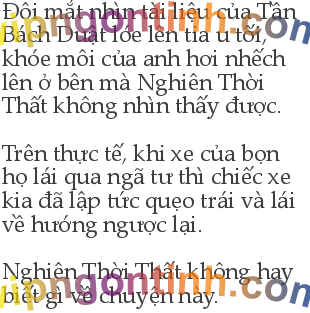 Đôi mắt nhìn tài liệu của Tần
Bách Duật lóe lên tia u tối,
khóe môi của anh hơi nhếch
lên ở bên mà Nghiên Thời
Thất không nhìn thấy được.
Trên thực tế, khi xe của bọn
họ lái qua ngã tư thì chiếc xe
kia đã lập tức quẹo trái và lái
về hướng ngược lại.
Nghiên Thời Thất không hay
biết gì về chuyện này.
vipngontinh.com
vipngontinh.com